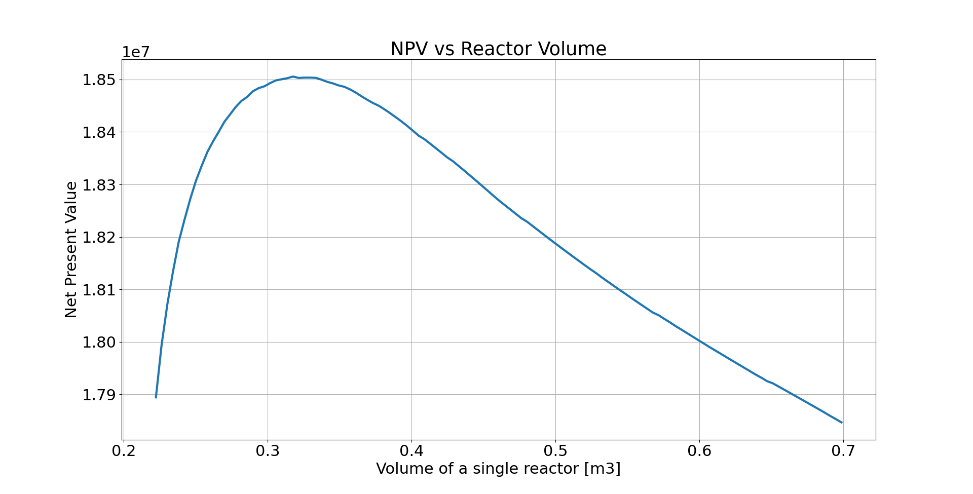 NPV vs Reactor Volume
1e7
1.85
1.84
1.83
1.82
1.81
1.80
1.79
Net Present Value
0.2 0.3 0.4 0.5 0.6 0.7
Volume of a single reactor [m3]